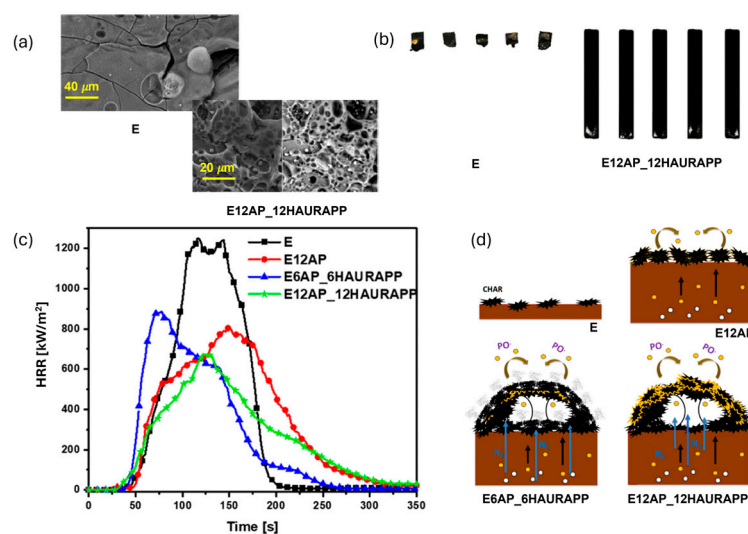 (a)
40 μm
E
20 μm
E12AP_12HAURAPP
(b)
E
E12AP_12HAURAPP
(c)
HRR [kW/m²]
1200
1000
800
600
400
200
0
0 50 100 150 200 250 300 350
Time [s]
E
E12AP
E6AP_6HAURAPP
E12AP_12HAURAPP
(d)
CHAR
E
E12AP
PO· PO·
E6AP_6HAURAPP
PO· PO·
E12AP_12HAURAPP